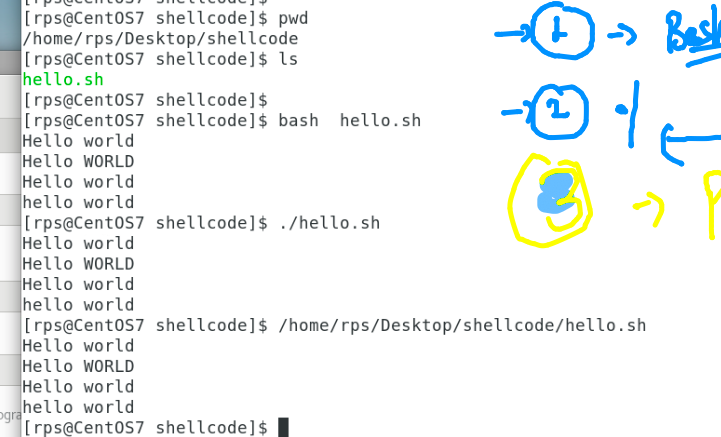 [rps@CentOS7 shellcode]$
[rps@CentOS7 shellcode]$ pwd
/home/rps/Desktop/shellcode
[rps@CentOS7 shellcode]$ ls
hello.sh
[rps@CentOS7 shellcode]$
[rps@CentOS7 shellcode]$ bash  hello.sh
Hello world
Hello WORLD
Hello world
hello world
[rps@CentOS7 shellcode]$ ./hello.sh
Hello world
Hello WORLD
Hello world
hello world
[rps@CentOS7 shellcode]$ /home/rps/Desktop/shellcode/hello.sh
Hello world
Hello WORLD
Hello world
hello world
[rps@CentOS7 shellcode]$
1 → Bash
2 ./
3 → P